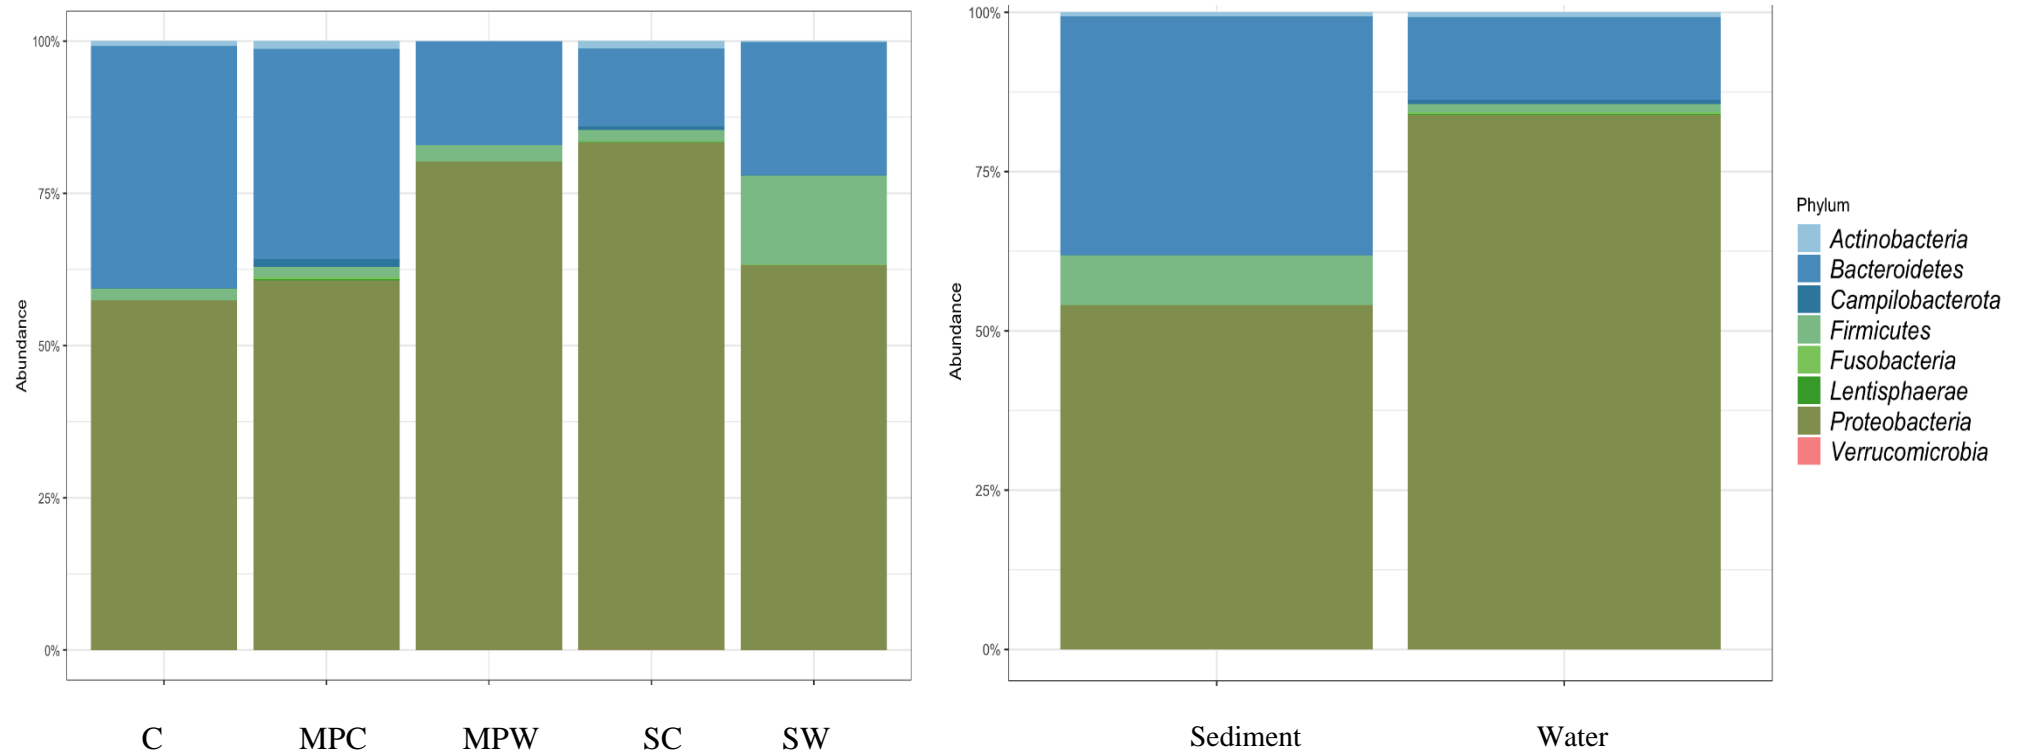 100%
75%
50%
25%
0%
Abundance
C MPC MPW SC SW
100%
75%
50%
25%
0%
Abundance
Sediment Water
Phylum
Actinobacteria
Bacteroidetes
Campilobacterota
Firmicutes
Fusobacteria
Lentisphaerae
Proteobacteria
Verrucomicrobia